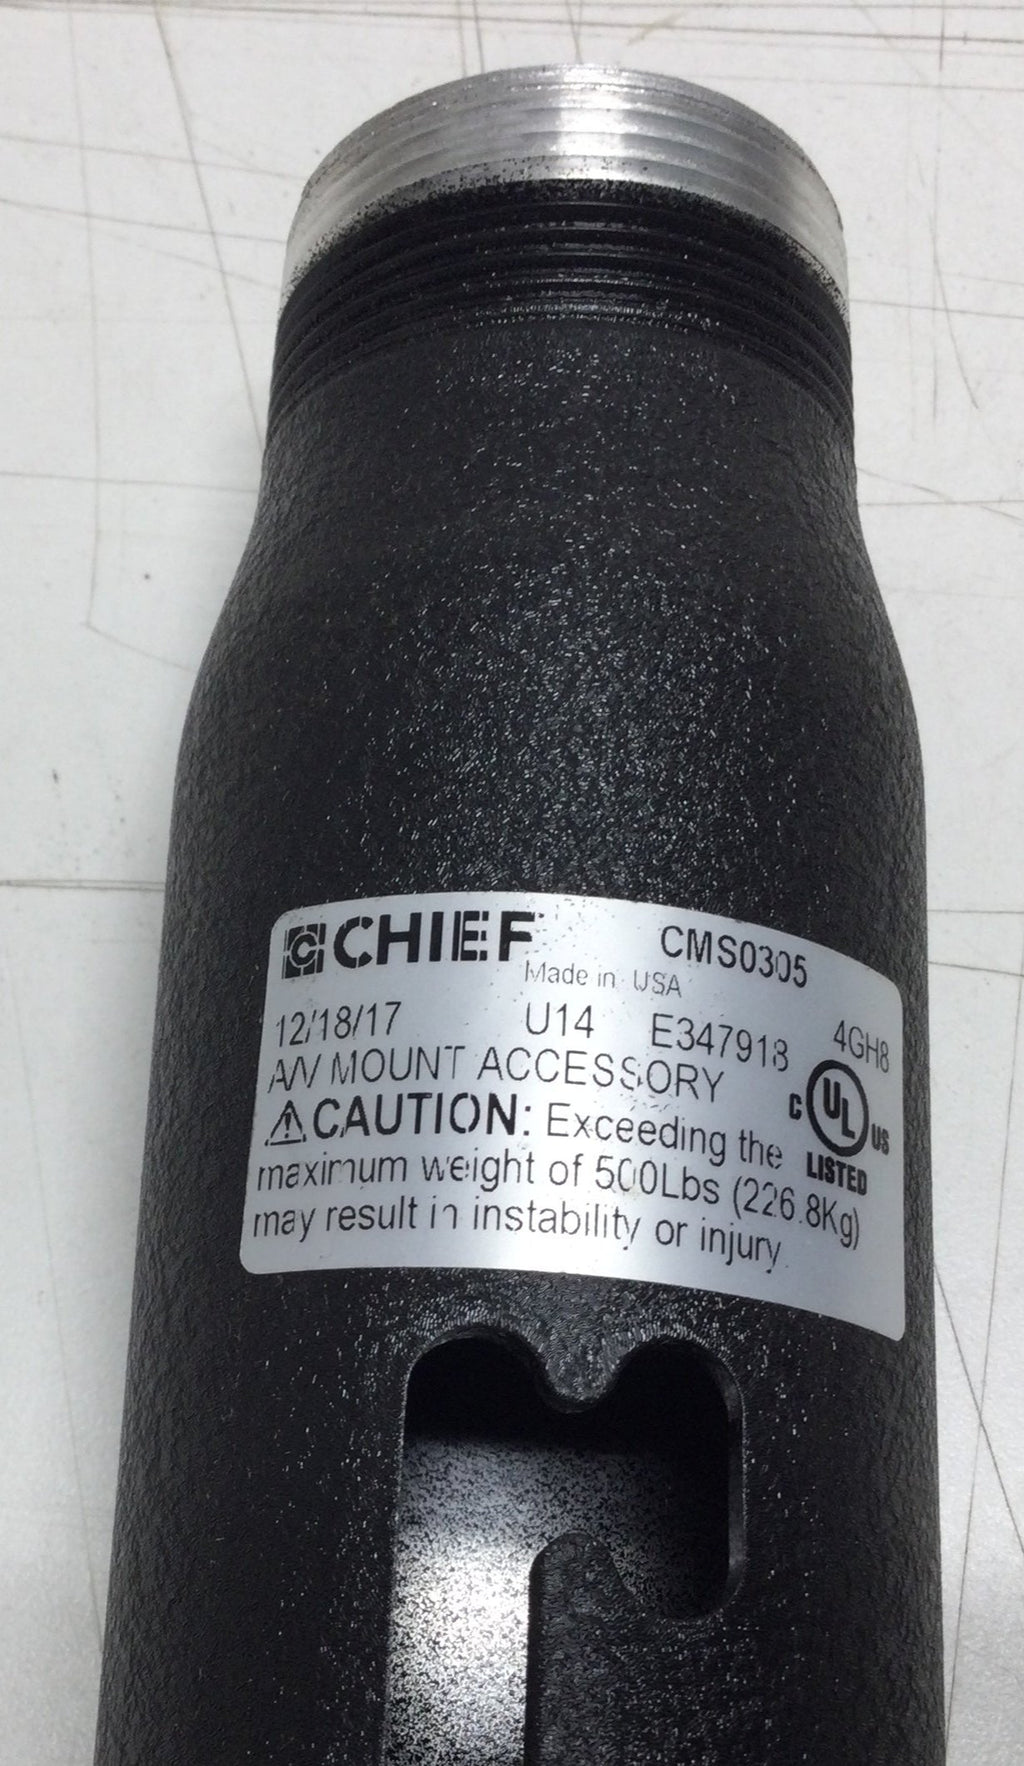 CHIEF CMS0305
Made in USA
12/18/17 U14 E347918 4GH8
A/V MOUNT ACCESSORY
C UL US
LISTED
CAUTION: Exceeding the
maximum weight of 500Lbs (226.8Kg)
may result in instability or injury.